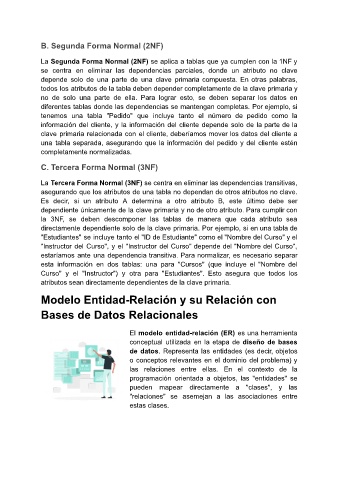 B. Segunda Forma Normal (2NF)
La Segunda Forma Normal (2NF) se aplica a tablas que ya cumplen con la 1NF y
se centra en eliminar las dependencias parciales, donde un atributo no clave
depende solo de una parte de una clave primaria compuesta. En otras palabras,
todos los atributos de la tabla deben depender completamente de la clave primaria y
no de solo una parte de ella. Para lograr esto, se deben separar los datos en
diferentes tablas donde las dependencias se mantengan completas. Por ejemplo, si
tenemos una tabla "Pedido" que incluye tanto el número de pedido como la
información del cliente, y la información del cliente depende solo de la parte de la
clave primaria relacionada con el cliente, deberíamos mover los datos del cliente a
una tabla separada, asegurando que la información del pedido y del cliente están
completamente normalizadas.
C. Tercera Forma Normal (3NF)
La Tercera Forma Normal (3NF) se centra en eliminar las dependencias transitivas,
asegurando que los atributos de una tabla no dependan de otros atributos no clave.
Es decir, si un atributo A determina a otro atributo B, este último debe ser
dependiente únicamente de la clave primaria y no de otro atributo. Para cumplir con
la 3NF, se deben descomponer las tablas de manera que cada atributo sea
directamente dependiente solo de la clave primaria. Por ejemplo, si en una tabla de
"Estudiantes" se incluye tanto el "ID de Estudiante" como el "Nombre del Curso" y el
"Instructor del Curso", y el "Instructor del Curso" depende del "Nombre del Curso",
estaríamos ante una dependencia transitiva. Para normalizar, es necesario separar
esta información en dos tablas: una para "Cursos" (que incluye el "Nombre del
Curso" y el "Instructor") y otra para "Estudiantes". Esto asegura que todos los
atributos sean directamente dependientes de la clave primaria.
Modelo Entidad-Relación y su Relación con
Bases de Datos Relacionales
El modelo entidad-relación (ER) es una herramienta
conceptual utilizada en la etapa de diseño de bases
de datos. Representa las entidades (es decir, objetos
o conceptos relevantes en el dominio del problema) y
las relaciones entre ellas. En el contexto de la
programación orientada a objetos, las "entidades" se
pueden mapear directamente a "clases", y las
"relaciones" se asemejan a las asociaciones entre
estas clases.